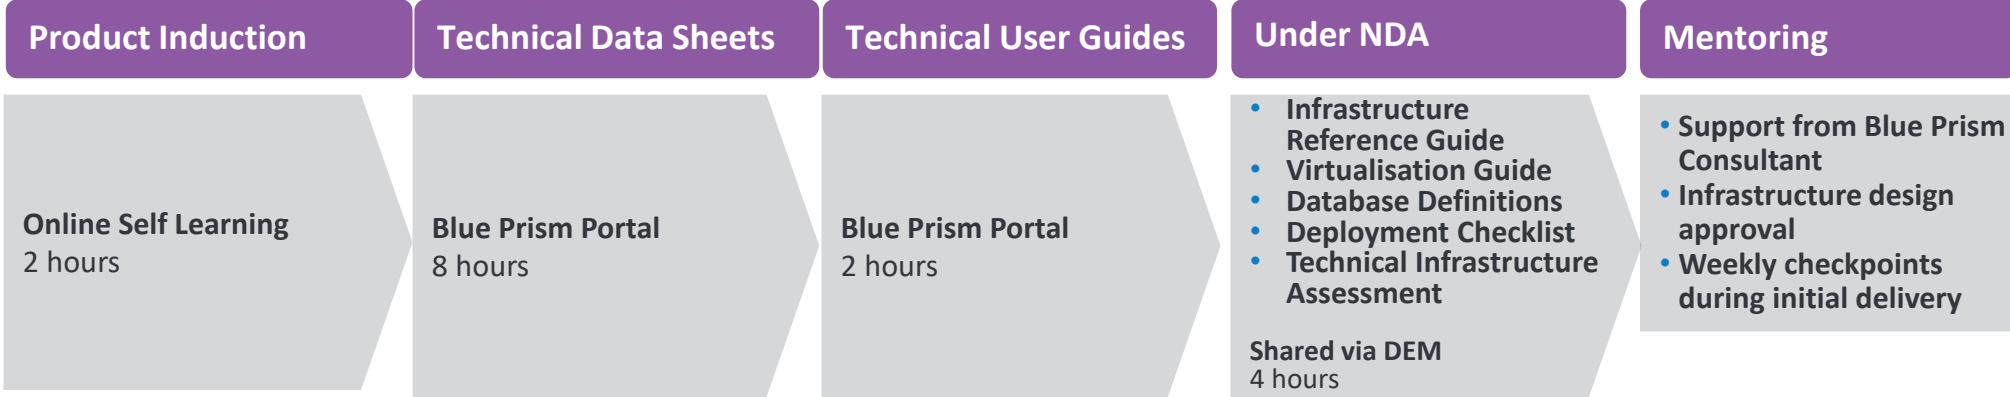 Product Induction
Technical Data Sheets
Technical User Guides
Under NDA
Mentoring
Online Self Learning
2 hours
Blue Prism Portal
8 hours
Blue Prism Portal
2 hours
• Infrastructure
Reference Guide
• Virtualisation Guide
• Database Definitions
• Deployment Checklist
• Technical Infrastructure
Assessment
Shared via DEM
4 hours
• Support from Blue Prism
Consultant
• Infrastructure design
approval
• Weekly checkpoints
during initial delivery